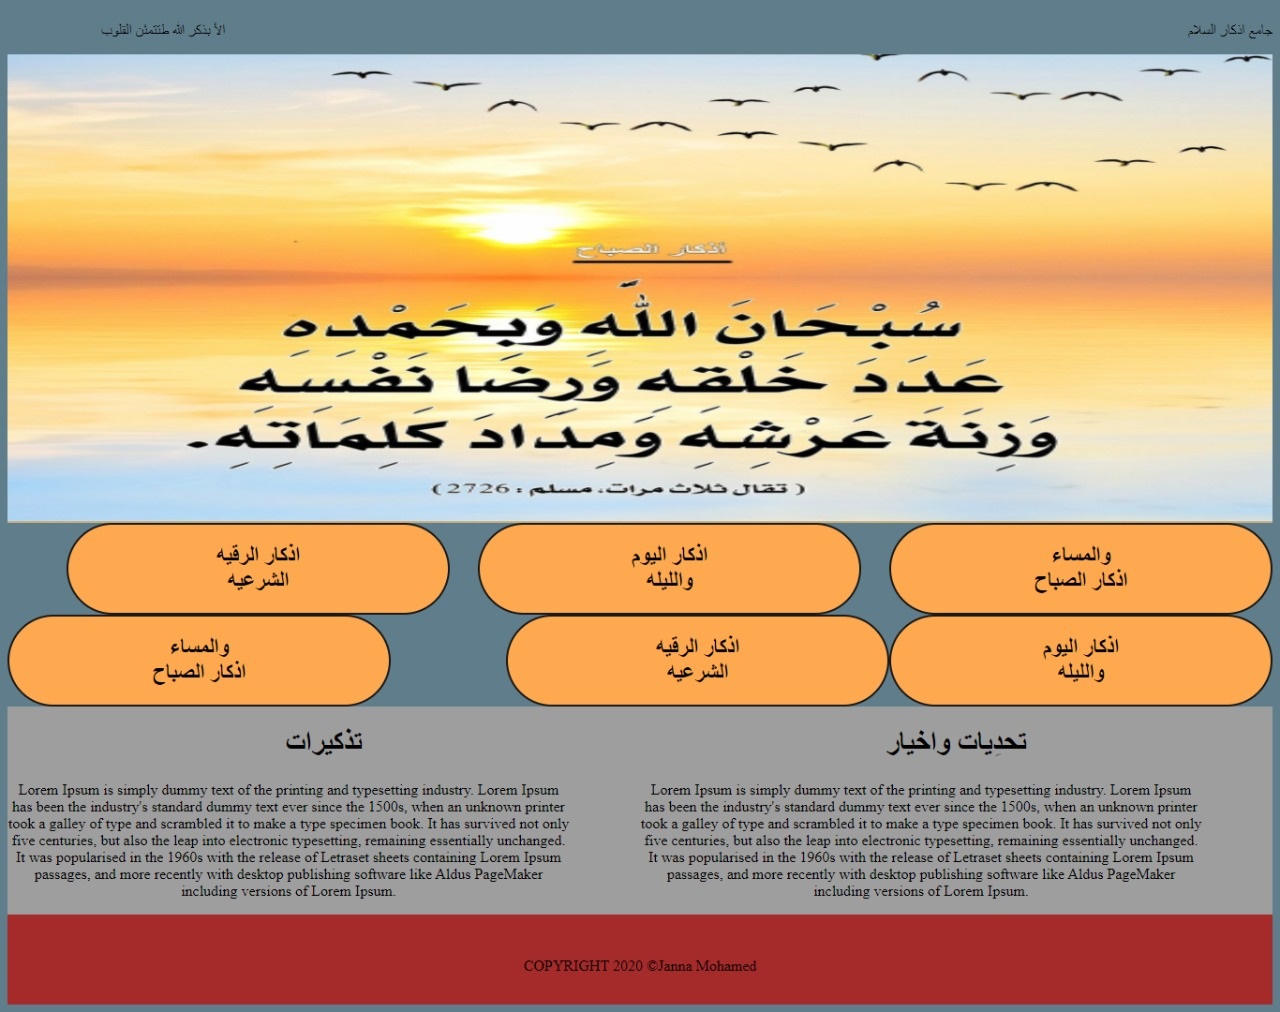 جامع اذكار السلام
الأ بذكر الله طتتمئن القلوب
أذكار الصباح
سُبْحَانَ اللَّه وَبِحَمْده
عَدَدَ خَلْقه وَرِضَا نَفْسَه
وَزِنَةَ عَرْشِهِ وَمِدَادَ كَلِمَاتِهِ.
( تقال ثلاث مرات، مسلم : 2726 )
والمساء
اذكار الصباح
اذكار اليوم
والليله
اذكار الرقيه
الشرعيه
اذكار اليوم
والليله
اذكار الرقيه
الشرعيه
والمساء
اذكار الصباح
تحدِيات واخبار
Lorem Ipsum is simply dummy text of the printing and typesetting industry. Lorem Ipsum
has been the industry's standard dummy text ever since the 1500s, when an unknown printer
took a galley of type and scrambled it to make a type specimen book. It has survived not only
five centuries, but also the leap into electronic typesetting, remaining essentially unchanged.
It was popularised in the 1960s with the release of Letraset sheets containing Lorem Ipsum
passages, and more recently with desktop publishing software like Aldus PageMaker
including versions of Lorem Ipsum.
تذكيرات
Lorem Ipsum is simply dummy text of the printing and typesetting industry. Lorem Ipsum
has been the industry's standard dummy text ever since the 1500s, when an unknown printer
took a galley of type and scrambled it to make a type specimen book. It has survived not only
five centuries, but also the leap into electronic typesetting, remaining essentially unchanged.
It was popularised in the 1960s with the release of Letraset sheets containing Lorem Ipsum
passages, and more recently with desktop publishing software like Aldus PageMaker
including versions of Lorem Ipsum.
COPYRIGHT 2020 ©Janna Mohamed